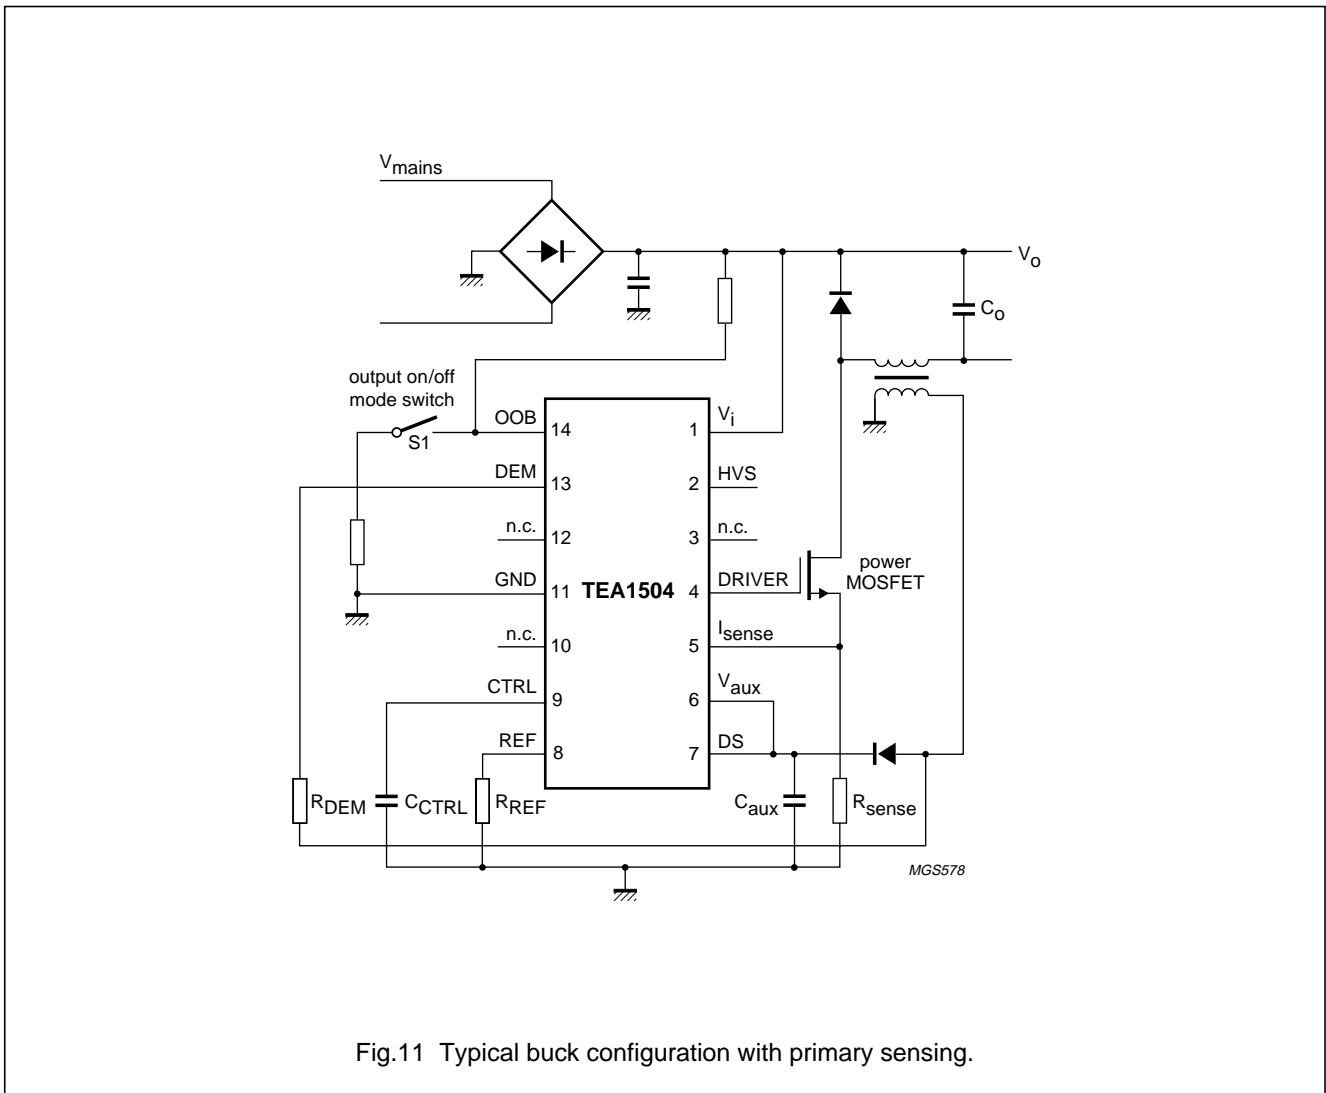 Vmains
Vo
Co
output on/off
mode switch
S1
OOB
14
1
Vi
DEM
13
2
HVS
n.c.
12
3
n.c.
GND
11
TEA1504
4
DRIVER
power
MOSFET
n.c.
10
5
Isense
CTRL
9
6
Vaux
REF
8
7
DS
RDEM
CCTRL
RREF
Caux
Rsense
MGS578
Fig.11 Typical buck configuration with primary sensing.